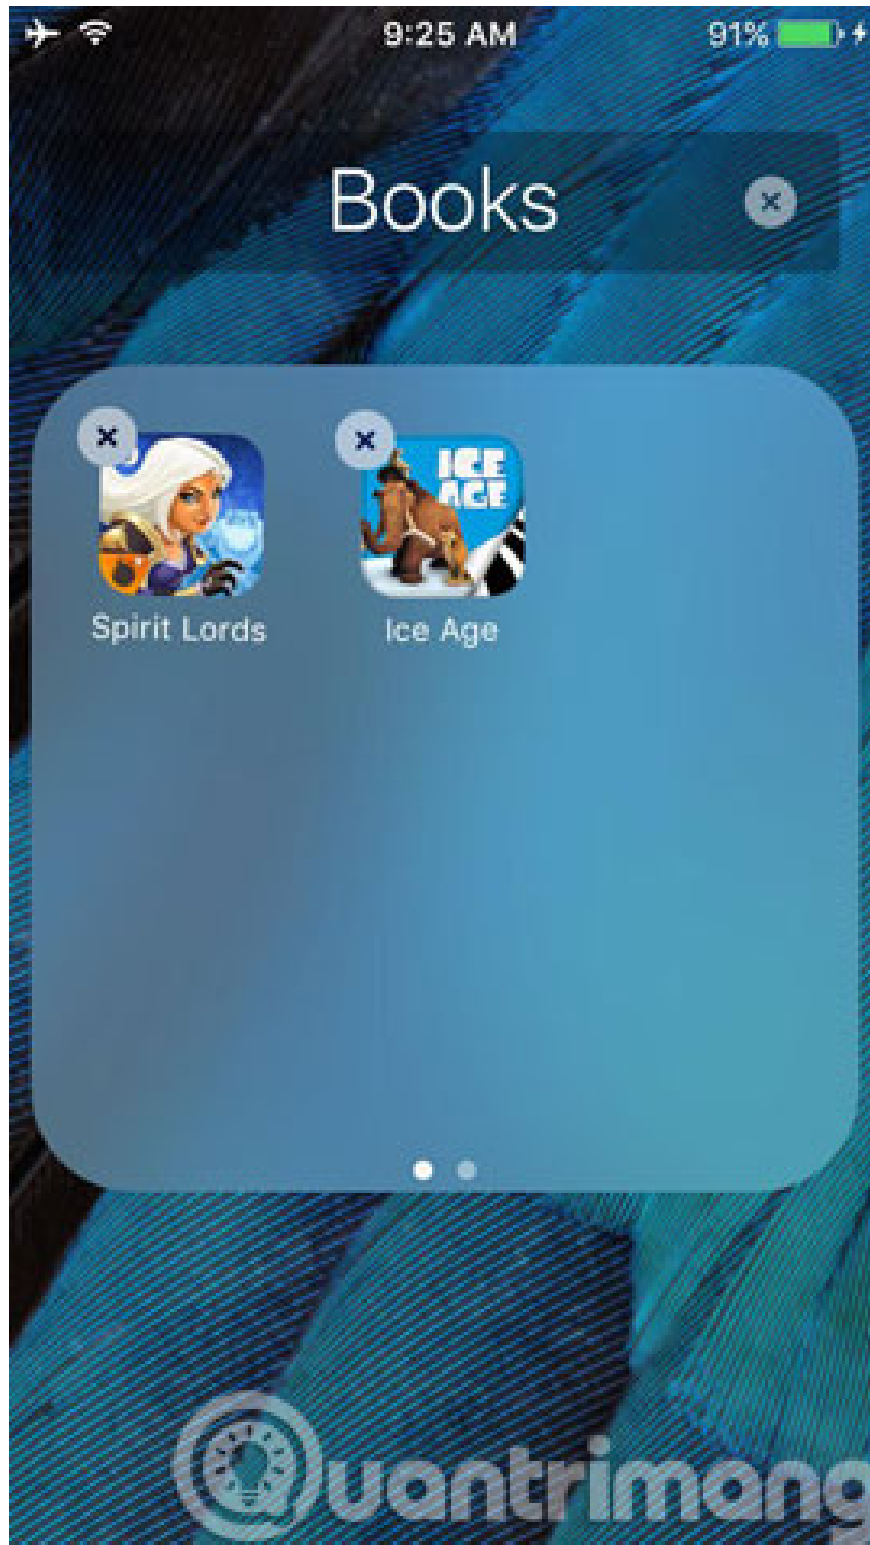 9:25 AM 91%
Books
ICE
AGE
Spirit Lords Ice Age
Quantrimang